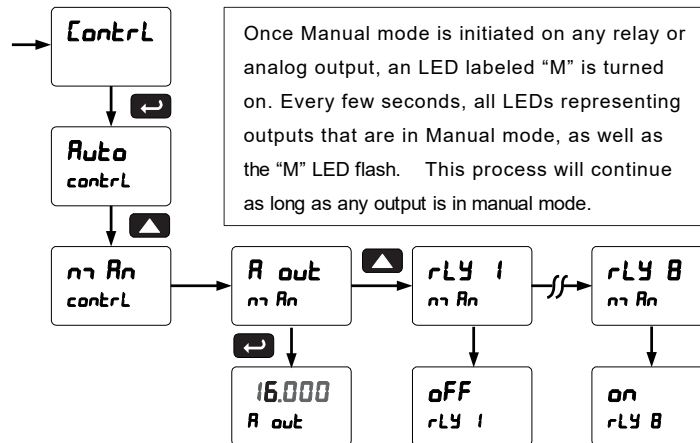 ContrL
Once Manual mode is initiated on any relay or
analog output, an LED labeled “M” is turned
on. Every few seconds, all LEDs representing
outputs that are in Manual mode, as well as
the “M” LED flash. This process will continue
as long as any output is in manual mode.
Auto
contrL
mAn
contrL
A out
mAn
rLY 1
mAn
rLY 8
mAn
16.000
A out
oFF
rLY 1
on
rLY 8